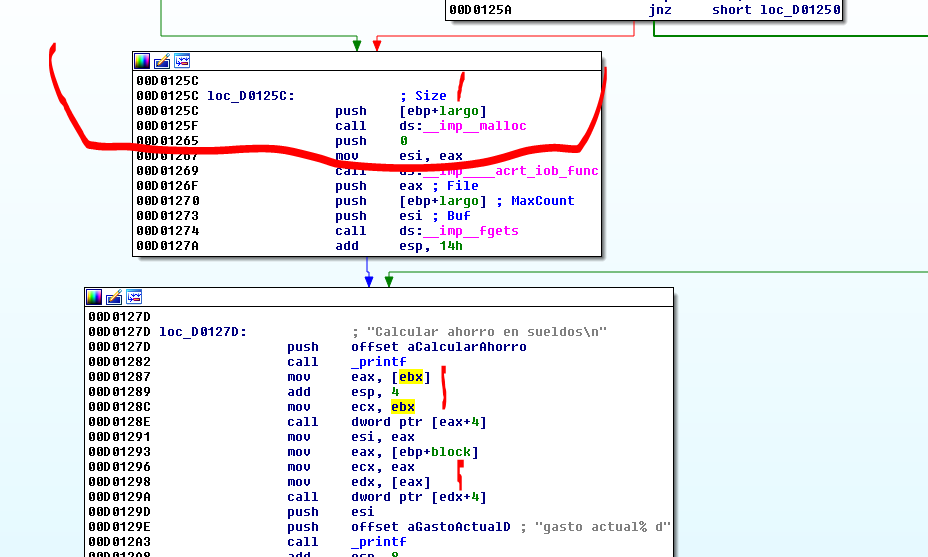 00D0125A jnz short loc_D01250
00D0125C
00D0125C loc_D0125C: ; Size
00D0125C push [ebp+largo]
00D0125F call ds:__imp__malloc
00D01265 push 0
00D01267 mov esi, eax
00D01269 call ds:__imp____acrt_iob_func
00D0126F push eax ; File
00D01270 push [ebp+largo] ; MaxCount
00D01273 push esi ; Buf
00D01274 call ds:__imp__fgets
00D0127A add esp, 14h
00D0127D
00D0127D loc_D0127D: ; "Calcular ahorro en sueldos\n"
00D0127D push offset aCalcularAhorro
00D01282 call _printf
00D01287 mov eax, [ebx]
00D01289 add esp, 4
00D0128C mov ecx, ebx
00D0128E call dword ptr [eax+4]
00D01291 mov esi, eax
00D01293 mov eax, [ebp+block]
00D01296 mov ecx, eax
00D01298 mov edx, [eax]
00D0129A call dword ptr [edx+4]
00D0129D push esi
00D0129E push offset aGastoActualD ; "gasto actual% d"
00D012A3 call _printf
00D012A8 add esp, 8